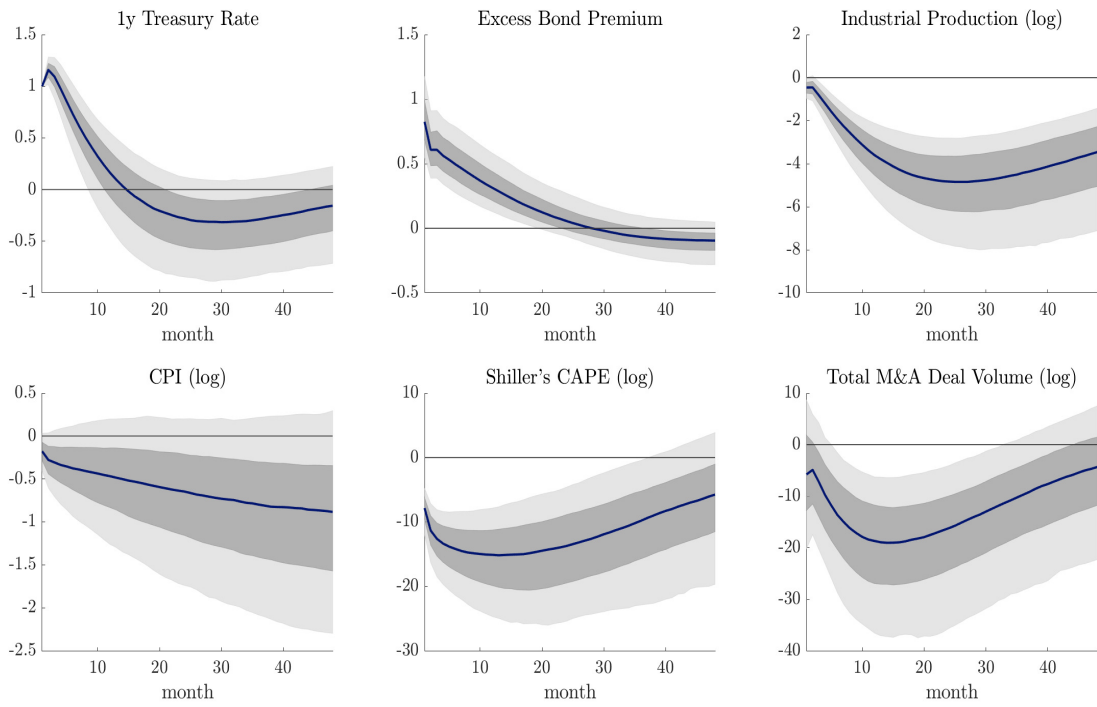 1y Treasury Rate
1.5
1
0.5
0
-0.5
-1
10 20 30 40
month
Excess Bond Premium
1.5
1
0.5
0
-0.5
10 20 30 40
month
Industrial Production (log)
2
0
-2
-4
-6
-8
-10
10 20 30 40
month
CPI (log)
0.5
0
-0.5
-1
-1.5
-2
-2.5
10 20 30 40
month
Shiller's CAPE (log)
10
0
-10
-20
-30
10 20 30 40
month
Total M&A Deal Volume (log)
10
0
-10
-20
-30
-40
10 20 30 40
month